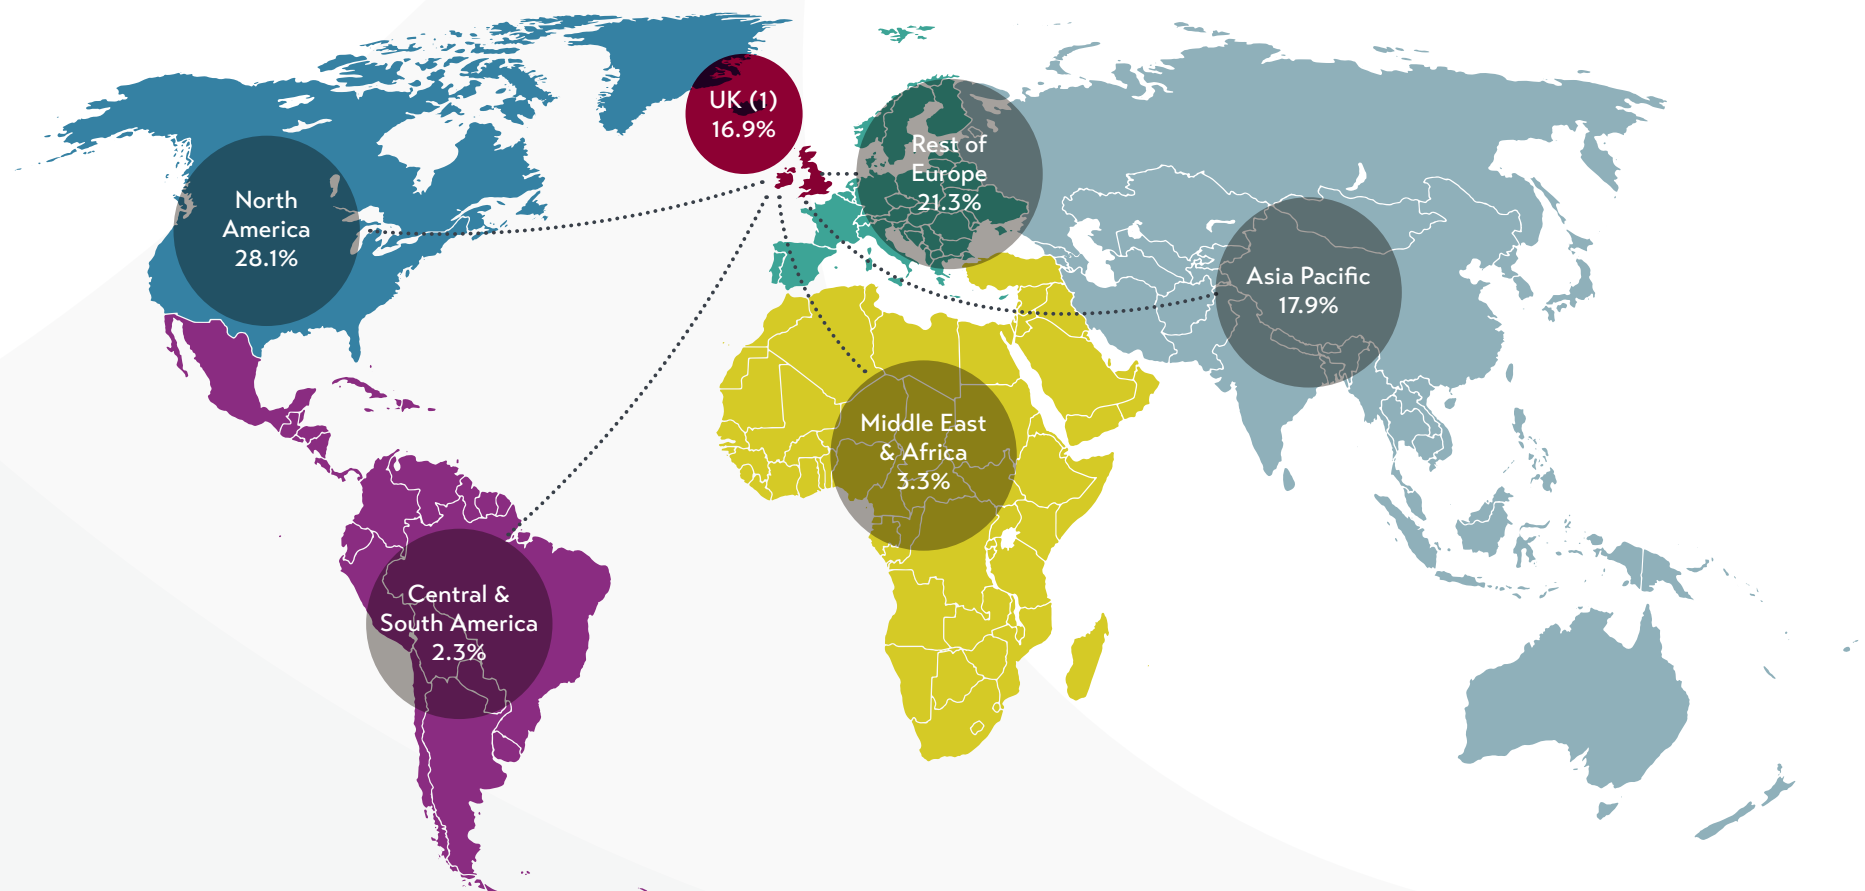 UK (1)
16.9%
Rest of
Europe
21.3%
North
America
28.1%
Asia Pacific
17.9%
Middle East
& Africa
3.3%
Central &
South America
2.3%